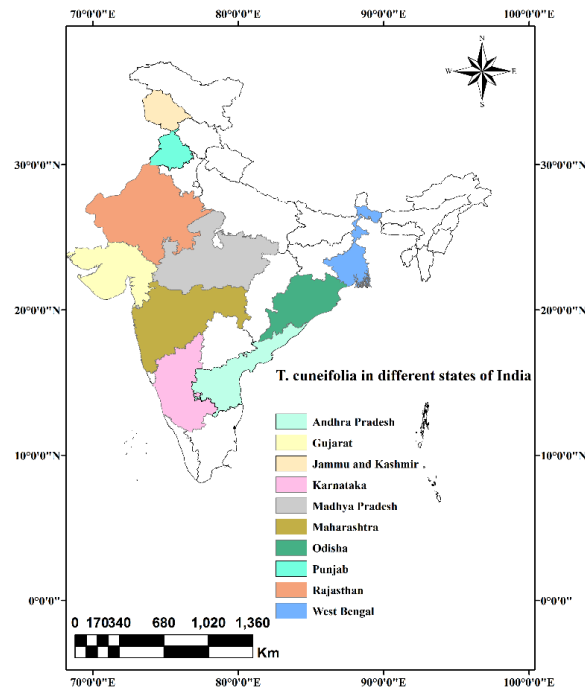 70°0'0"E 80°0'0"E 90°0'0"E 100°0'0"E
N
W E
S
30°0'0"N 30°0'0"N
20°0'0"N 20°0'0"N
T. cuneifolia in different states of India
Andhra Pradesh
Gujarat
Jammu and Kashmir
Karnataka
Madhya Pradesh
Maharashtra
Odisha
Punjab
Rajasthan
West Bengal
10°0'0"N 10°0'0"N
0°0'0" 0°0'0"
0 170340 680 1,020 1,360
Km
70°0'0"E 80°0'0"E 90°0'0"E 100°0'0"E